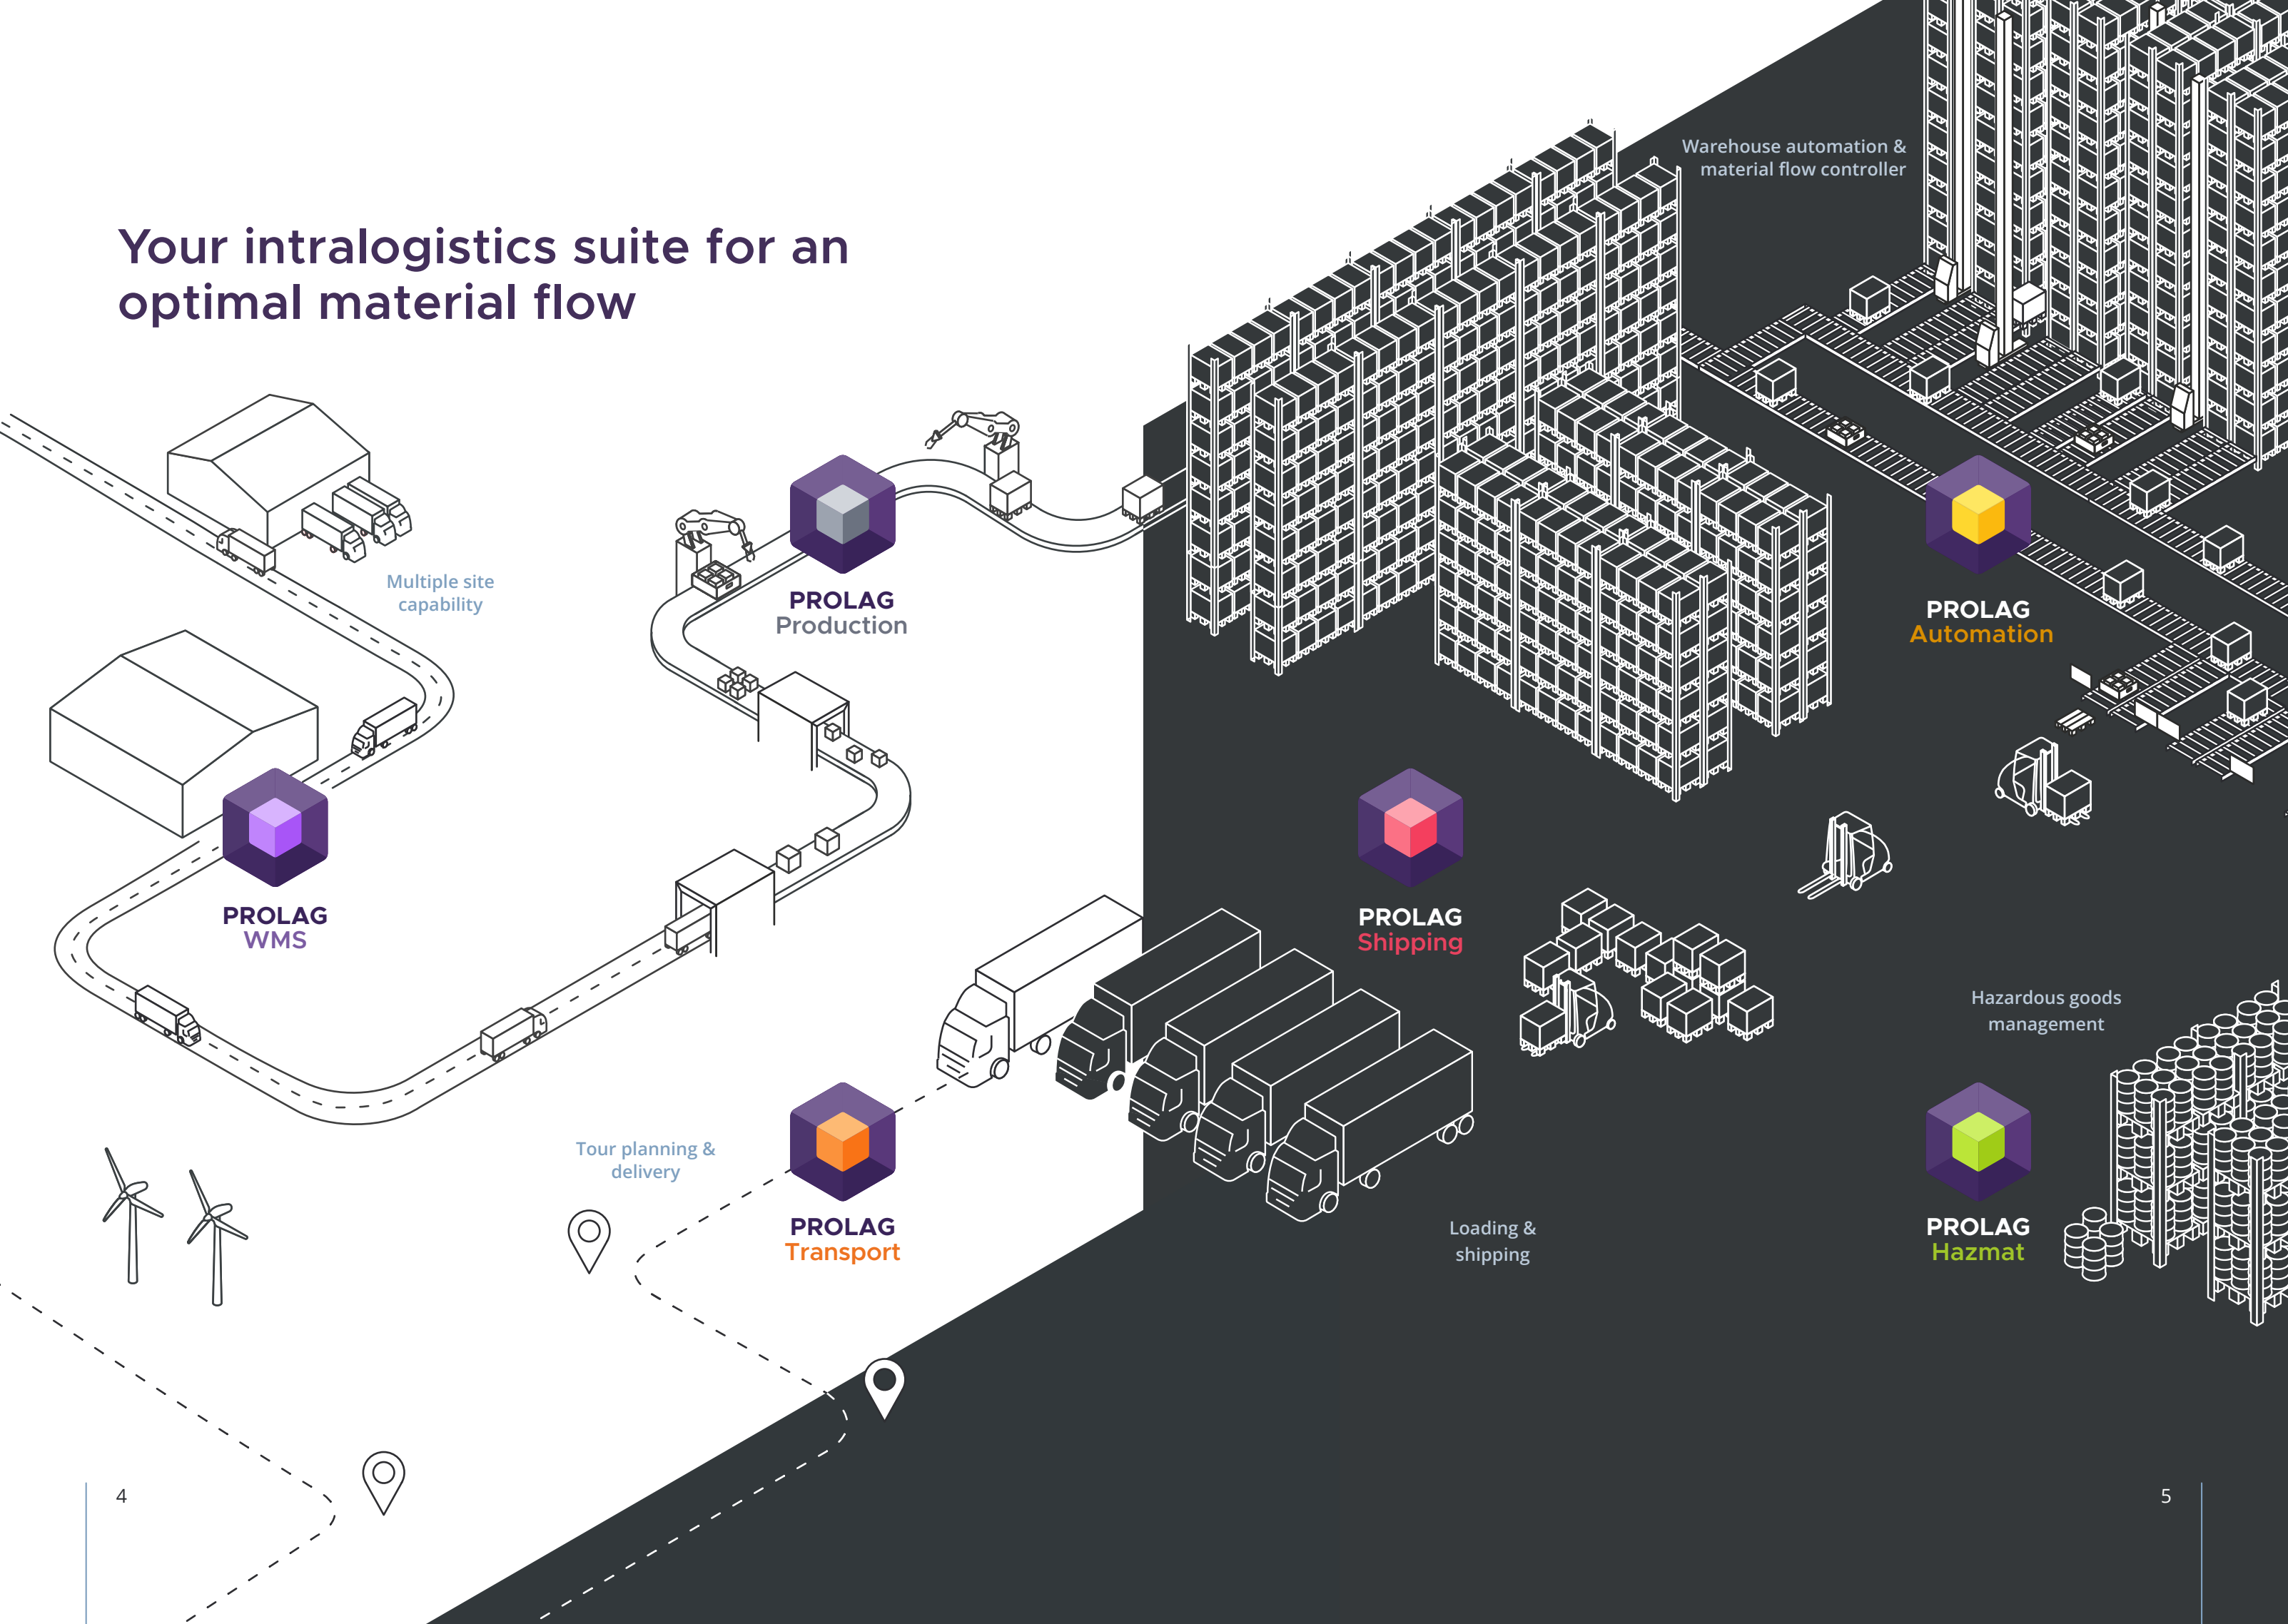 Your intralogistics suite for an
optimal material flow
Warehouse automation &
material flow controller
Multiple site
capability
PROLAG
Production
PROLAG
Automation
PROLAG
WMS
PROLAG
Shipping
Hazardous goods
management
Tour planning &
delivery
PROLAG
Transport
Loading &
shipping
PROLAG
Hazmat
4
5